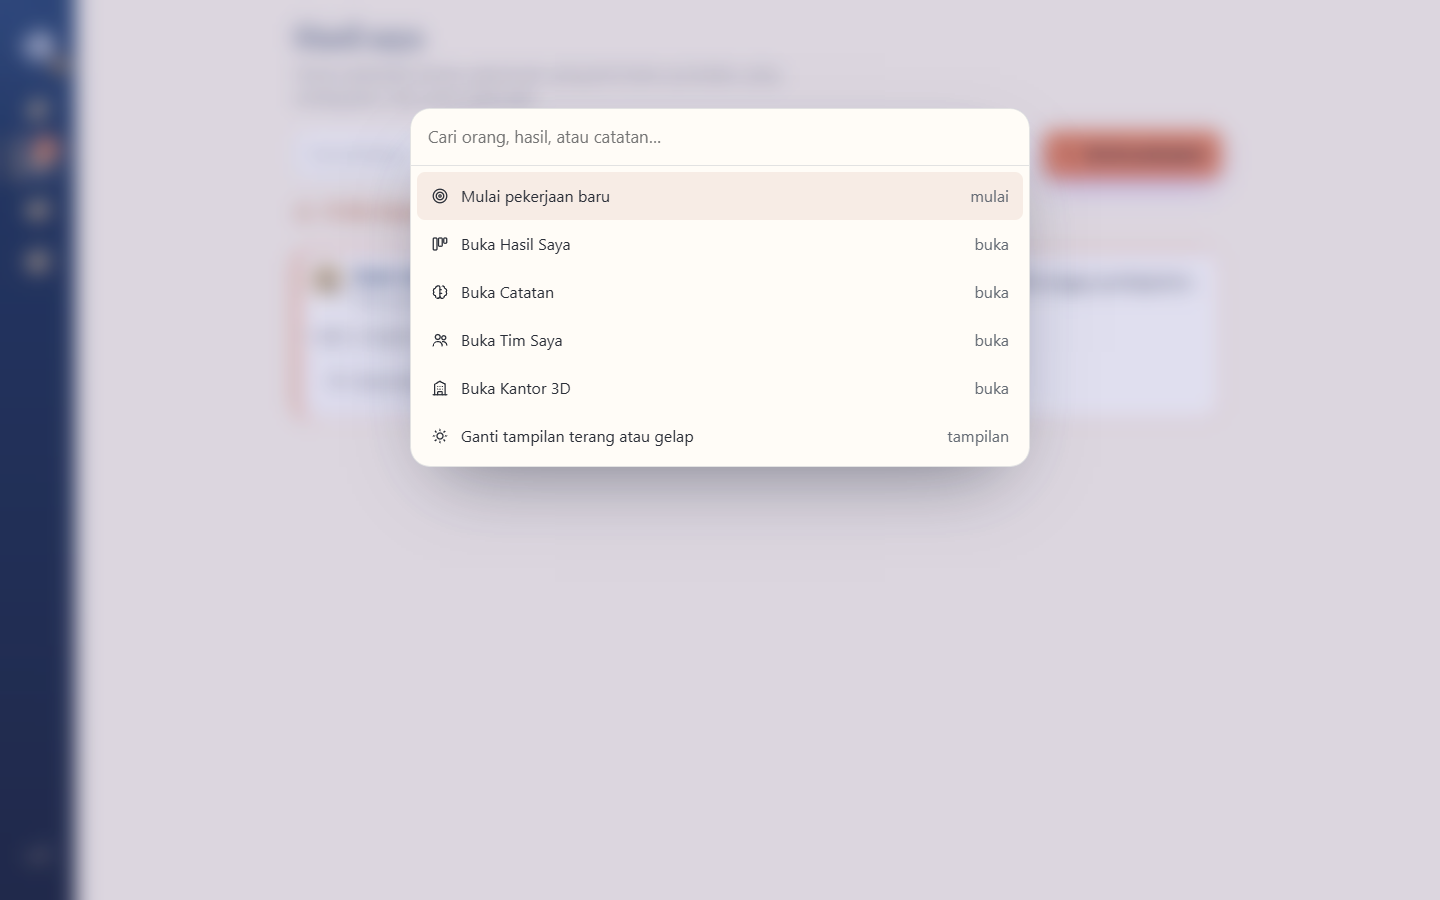 Cari orang, hasil, atau catatan...
Mulai pekerjaan baru mulai
Buka Hasil Saya buka
Buka Catatan buka
Buka Tim Saya buka
Buka Kantor 3D buka
Ganti tampilan terang atau gelap tampilan